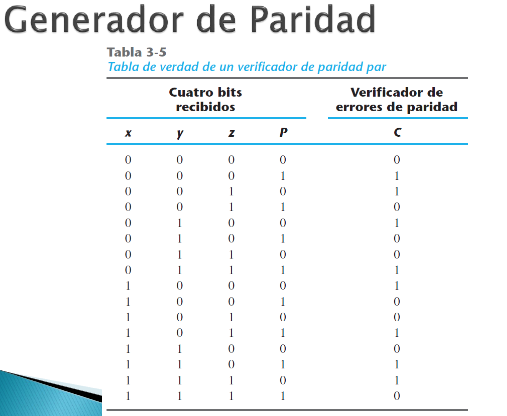 Generador de Paridad
Tabla 3-5
Tabla de verdad de un verificador de paridad par
Cuatro bits recibidos Verificador de errores de paridad
x y z P C
0 0 0 0 0
0 0 0 1 1
0 0 1 0 1
0 0 1 1 0
0 1 0 0 1
0 1 0 1 0
0 1 1 0 0
0 1 1 1 1
1 0 0 0 1
1 0 0 1 0
1 0 1 0 0
1 0 1 1 1
1 1 0 0 0
1 1 0 1 1
1 1 1 0 1
1 1 1 1 0